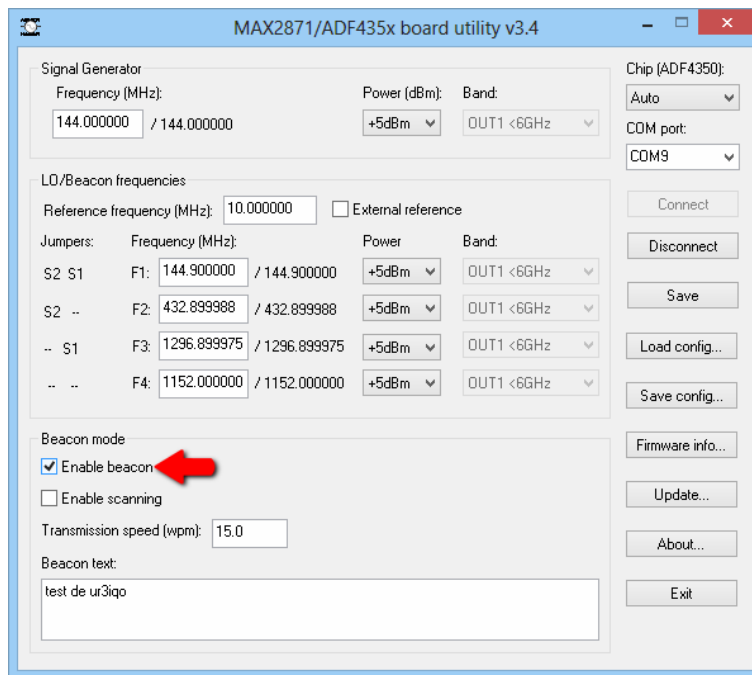 MAX2871/ADF435x board utility v3.4
Signal Generator
Frequency (MHz): Power (dBm): Band:
144.000000 / 144.000000 +5dBm OUT1 <6GHz
Chip (ADF4350):
Auto
COM port:
COM9
LO/Beacon frequencies
Reference frequency (MHz): 10.000000 External reference
Jumpers: Frequency (MHz): Power Band:
S2 S1 F1: 144.900000 / 144.900000 +5dBm OUT1 <6GHz
S2 -- F2: 432.899988 / 432.899988 +5dBm OUT1 <6GHz
-- S1 F3: 1296.899975 / 1296.899975 +5dBm OUT1 <6GHz
-- -- F4: 1152.000000 / 1152.000000 +5dBm OUT1 <6GHz
Beacon mode
Enable beacon
Enable scanning
Transmission speed (wpm): 15.0
Beacon text:
test de ur3iqo
Connect
Disconnect
Save
Load config...
Save config...
Firmware info...
Update...
About...
Exit